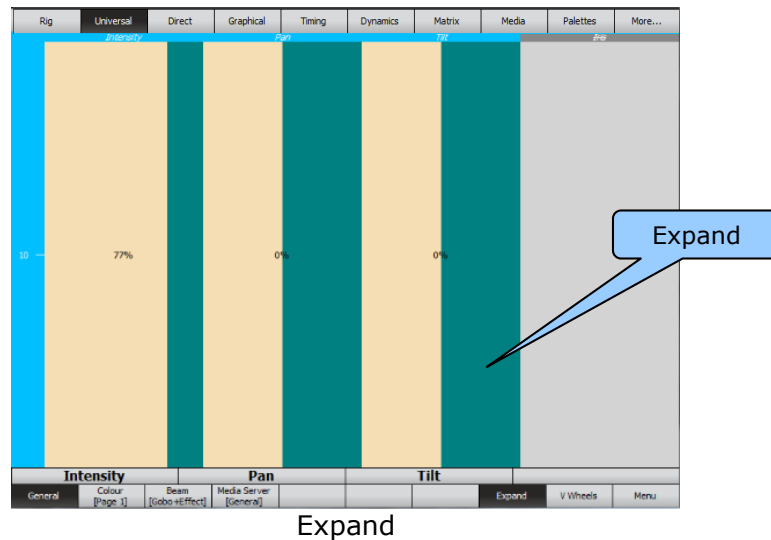 Rig Universal Direct Graphical Timing Dynamics Matrix Media Palettes More...
Intensity Pan Tilt Iris
Expand
10 77% 0% 0%
Intensity Pan Tilt
General Colour [Page 1] Beam [Gobo+Effect] Media Server [General] Expand V Wheels Menu
Expand